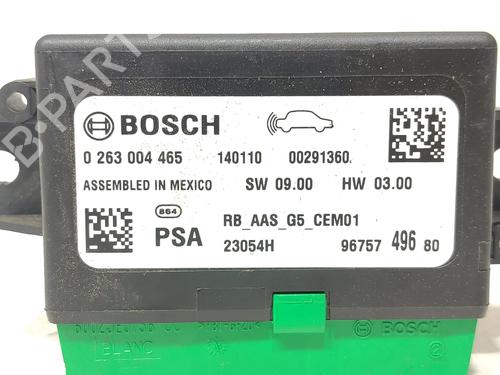 BOSCH
0 263 004 465 140110 00291360
ASSEMBLED IN MEXICO SW 09.00 HW 03.00
864 RB_AAS_G5_CEM01
PSA 23054H 96757 496 80
BOSCH
BLANC